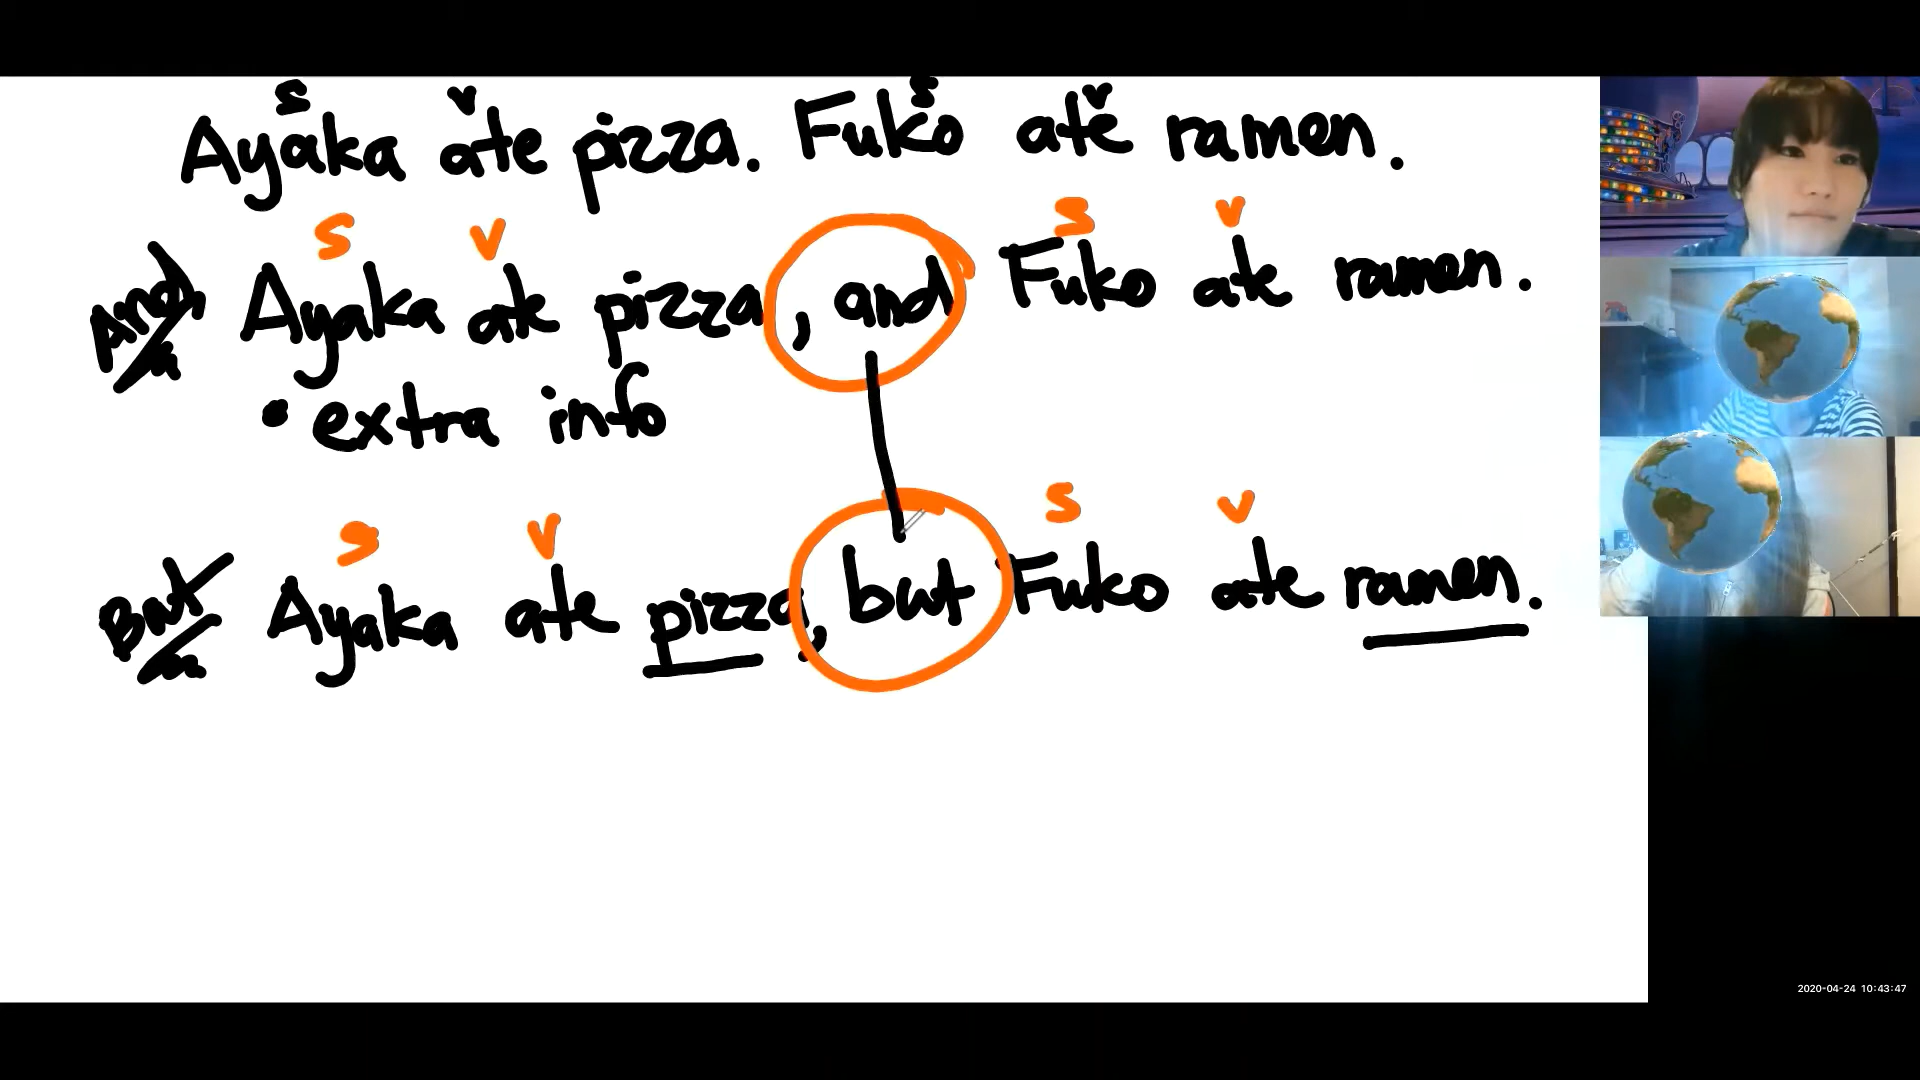 s v s v
Ayaka ate pizza. Fuko ate ramen.
s v s v
And Ayaka ate pizza, and Fuko ate ramen.
• extra info
s v s v
But Ayaka ate pizza, but Fuko ate ramen.
2020-04-24 10:43:47